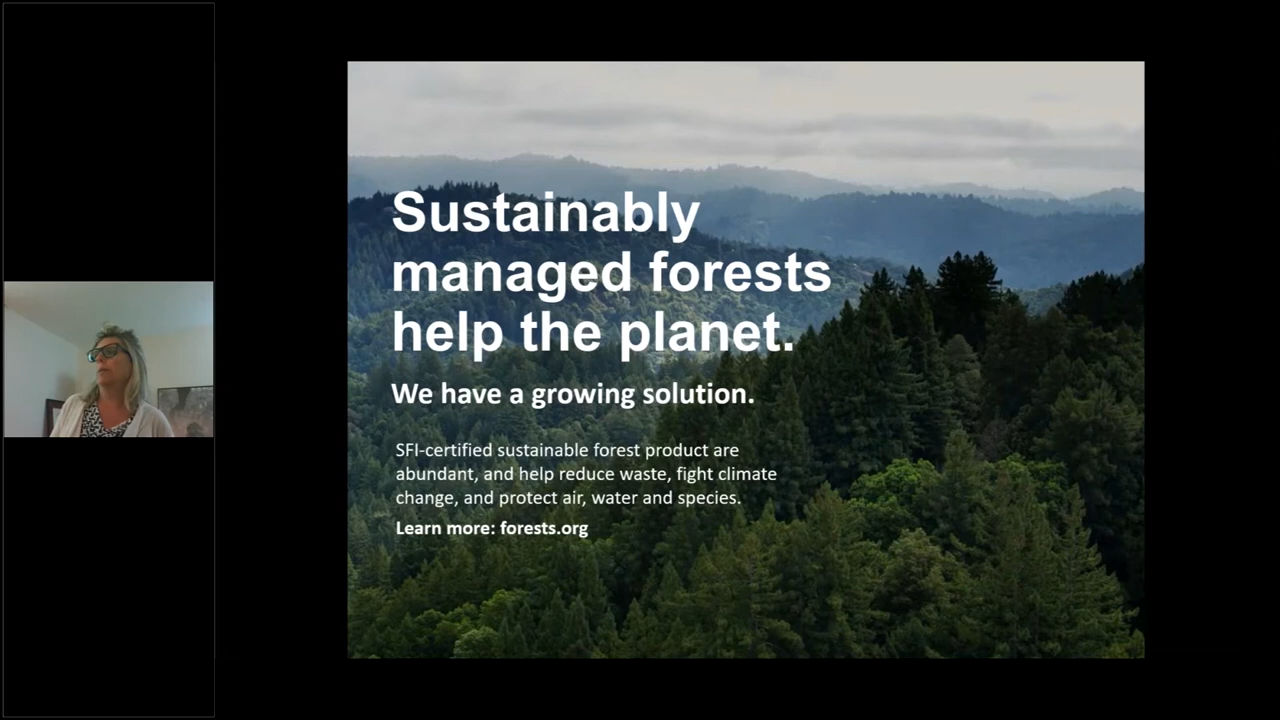 Sustainably
managed forests
help the planet.
We have a growing solution.
SFI-certified sustainable forest product are
abundant, and help reduce waste, fight climate
change, and protect air, water and species.
Learn more: forests.org